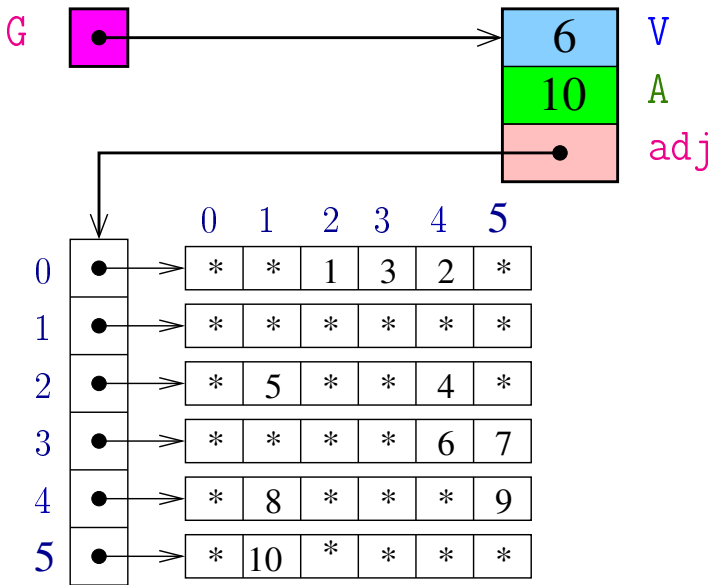 G 6 V
10 A
adj
0 1 2 3 4 5
0 * * 1 3 2 *
1 * * * * * *
2 * 5 * * 4 *
3 * * * * 6 7
4 * 8 * * * 9
5 * 10 * * * *